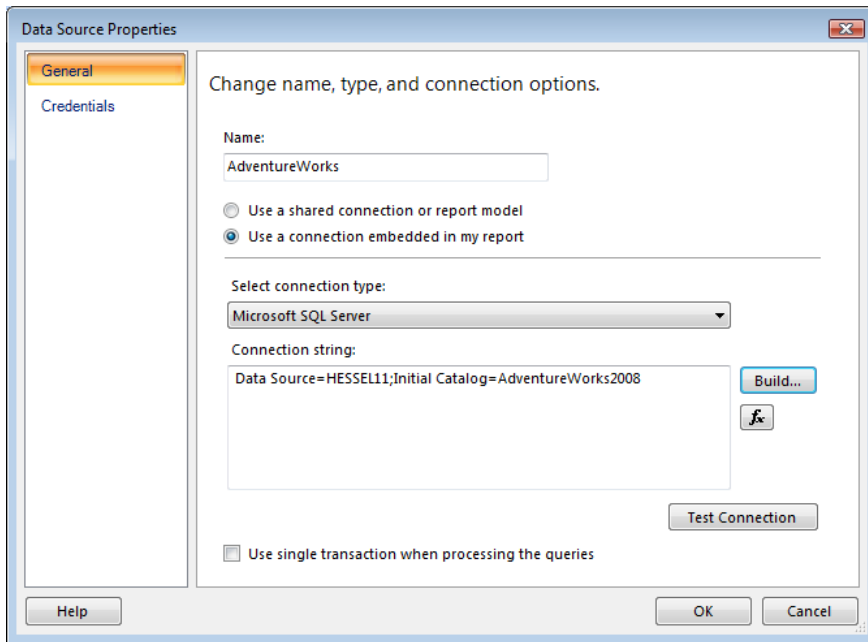 Data Source Properties
General
Credentials
Change name, type, and connection options.
Name:
AdventureWorks
Use a shared connection or report model
Use a connection embedded in my report
Select connection type:
Microsoft SQL Server
Connection string:
Data Source=HESSEL11;Initial Catalog=AdventureWorks2008
Build...
fx
Test Connection
Use single transaction when processing the queries
Help
OK
Cancel